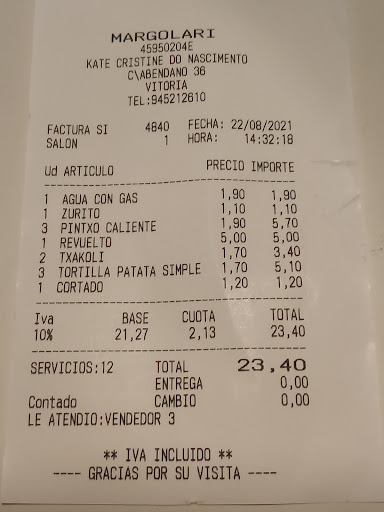 MARGOLARI
45950204E
KATE CRISTINE DO NASCIMENTO
C\ABENDANO 36
VITORIA
TEL:945212610
FACTURA SI 4840 FECHA: 22/08/2021
SALON 1 HORA: 14:32:18
Ud ARTICULO PRECIO IMPORTE
1 AGUA CON GAS 1,90 1,90
1 ZURITO 1,10 1,10
3 PINTXO CALIENTE 1,90 5,70
1 REVUELTO 5,00 5,00
2 TXAKOLI 1,70 3,40
3 TORTILLA PATATA SIMPLE 1,70 5,10
1 CORTADO 1,20 1,20
Iva BASE CUOTA TOTAL
10% 21,27 2,13 23,40
SERVICIOS:12 TOTAL 23,40
ENTREGA 0,00
Contado CAMBIO 0,00
LE ATENDIO:VENDEDOR 3
** IVA INCLUIDO **
---- GRACIAS POR SU VISITA ----